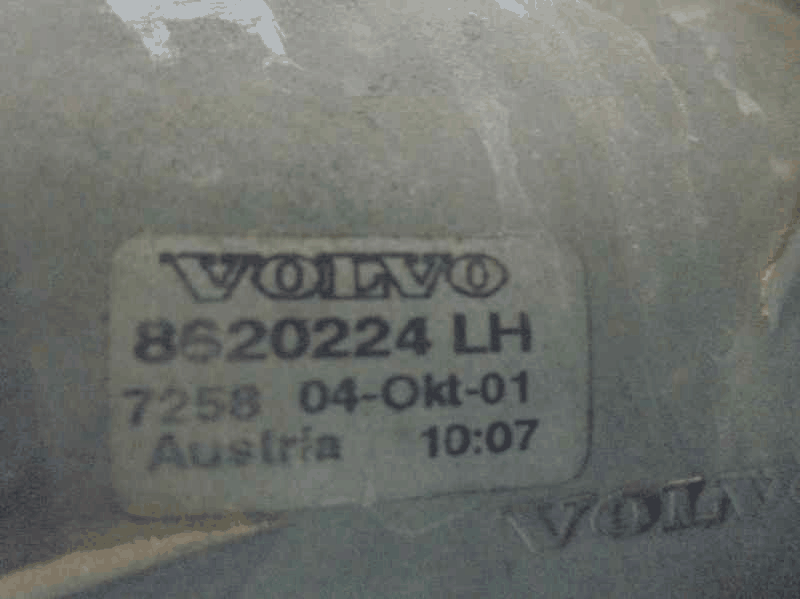 VOLVO
8620224 LH
7258 04-Okt-01
Austria 10:07
VOLVO